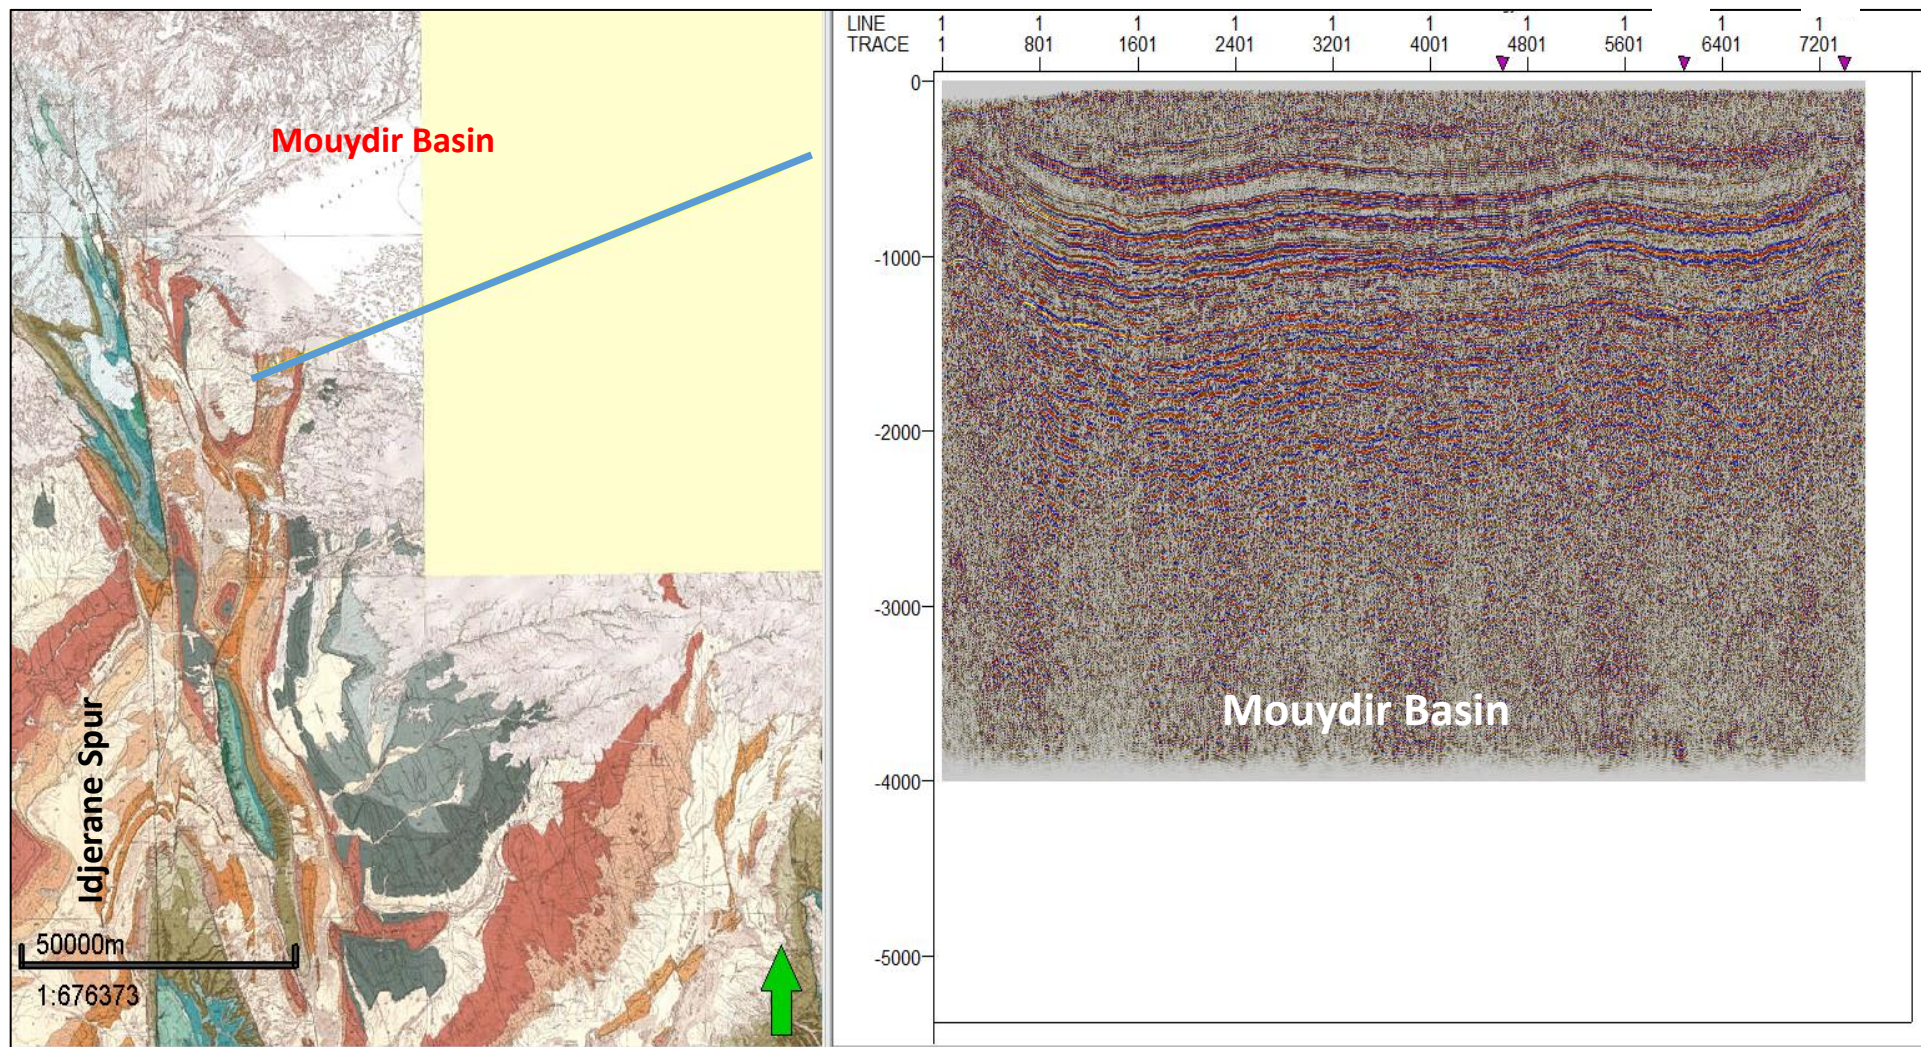 Mouydir Basin
Idjerane Spur
50000m
1:676373
LINE 1 1 1 1 1 1 1 1 1 1
TRACE 1 801 1601 2401 3201 4001 4801 5601 6401 7201
0
-1000
-2000
-3000
-4000
-5000
Mouydir Basin